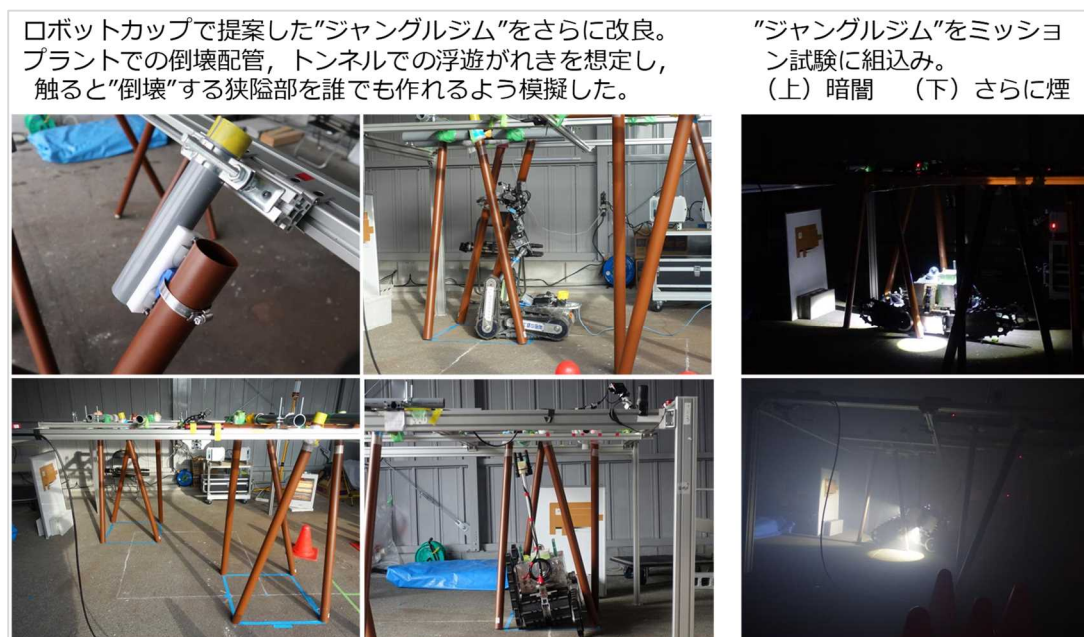 ロボットカップで提案した”ジャングルジム”をさらに改良。
プラントでの倒壊配管，トンネルでの浮遊がれきを想定し，
触ると”倒壊”する狭隘部を誰でも作れるよう模擬した。
”ジャングルジム”をミッショ
ン試験に組込み。
（上）暗闇　（下）さらに煙